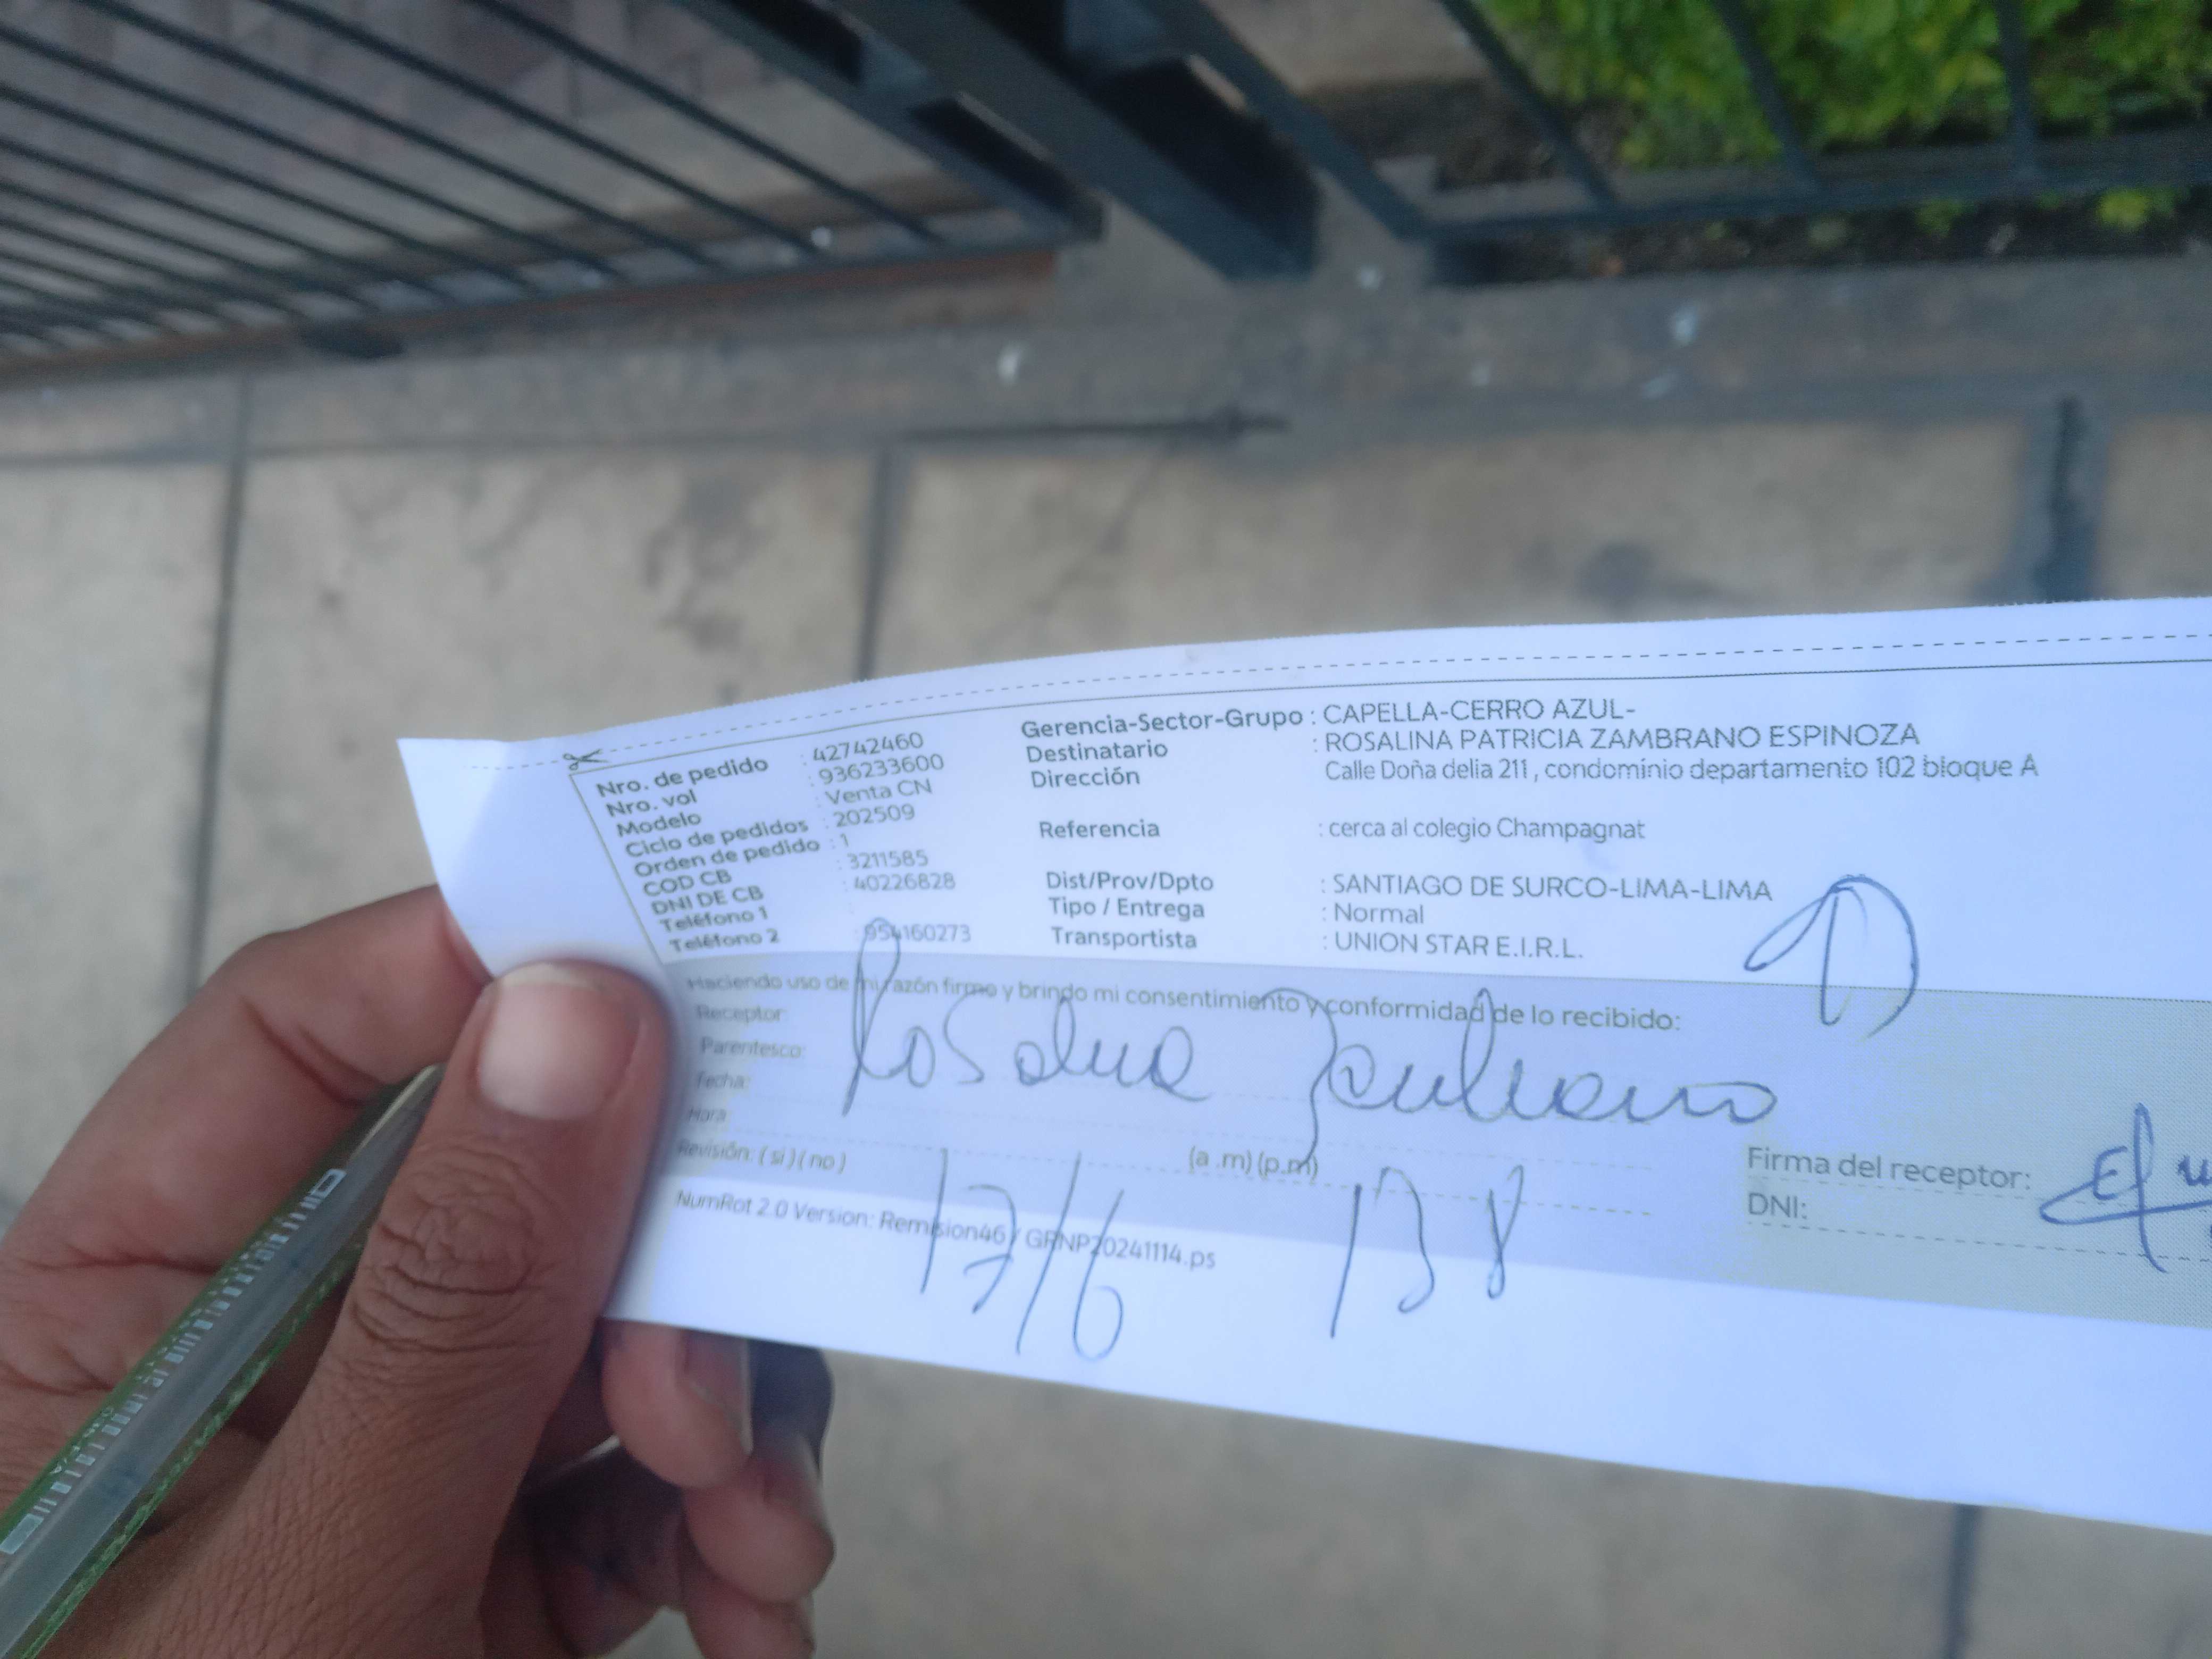 Nro. de pedido : 42742460
Nro. vol : 936233600
Modelo : Venta CN
Ciclo de pedidos : 202509
Orden de pedido : 1
COD CB : 3211585
DNI DE CB : 40226828
Teléfono 1 :
Teléfono 2 : 954160273
Gerencia-Sector-Grupo : CAPELLA-CERRO AZUL-
Destinatario : ROSALINA PATRICIA ZAMBRANO ESPINOZA
Dirección Calle Doña delia 211 , condominio departamento 102 bloque A
Referencia : cerca al colegio Champagnat
Dist/Prov/Dpto : SANTIAGO DE SURCO-LIMA-LIMA
Tipo / Entrega : Normal
Transportista : UNION STAR E.I.R.L.
Haciendo uso de mi razón firmo y brindo mi consentimiento y conformidad de lo recibido:
Receptor: Rosalina Zambrano
Parentesco:
Fecha:
Hora:
Revisión: ( si ) ( no ) (a .m) (p.m)
17/6 138
Firma del receptor:
DNI:
NumRot 2.0 Version: Remision46 / GRNP20241114.ps